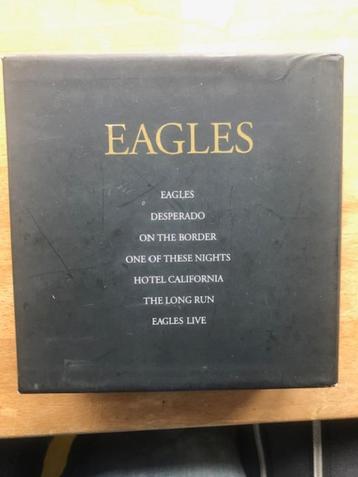 EAGLES
EAGLES
DESPERADO
ON THE BORDER
ONE OF THESE NIGHTS
HOTEL CALIFORNIA
THE LONG RUN
EAGLES LIVE